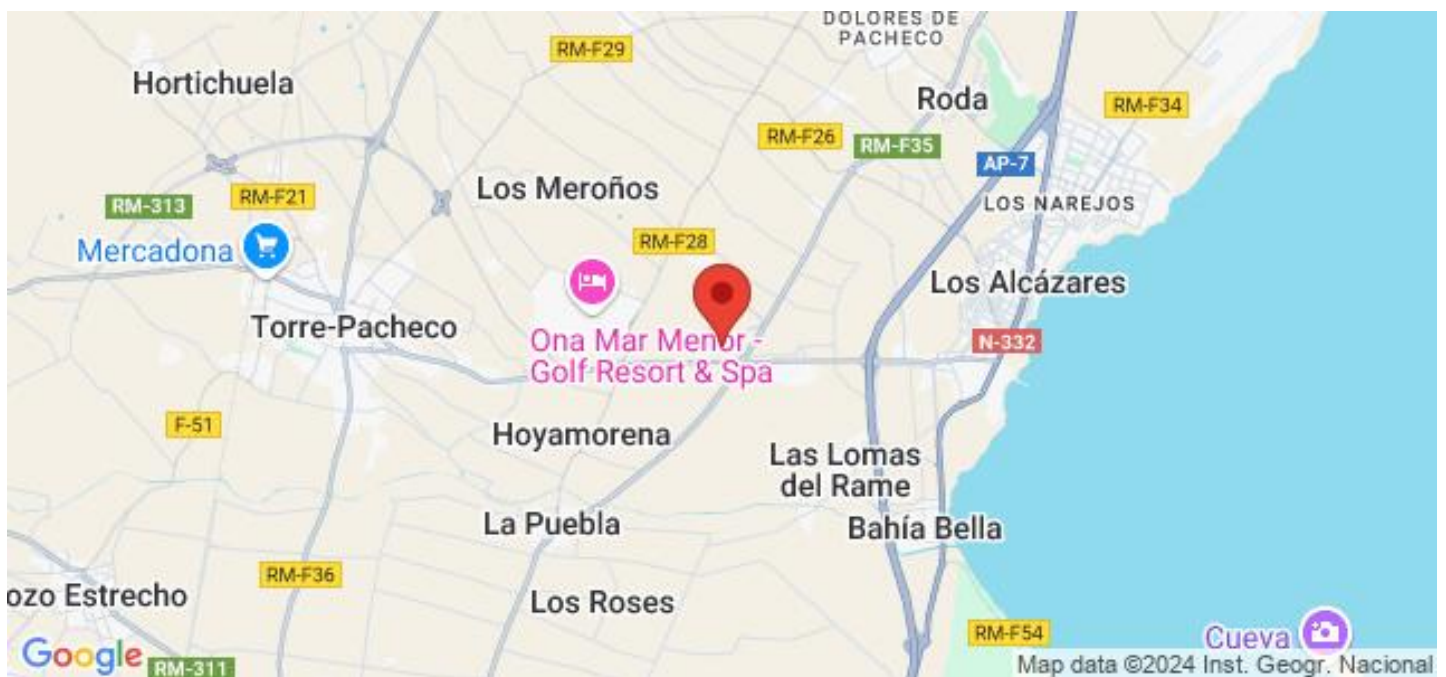 DOLORES DE
PACHECO
RM-F29
Hortichuela
Roda
RM-F34
RM-F26
RM-F35
AP-7
Los Meroños
RM-F21
RM-313
LOS NAREJOS
Mercadona
RM-F28
Los Alcázares
Torre-Pacheco
Ona Mar Menor -
Golf Resort & Spa
N-332
F-51
Hoyamorena
Las Lomas
del Rame
La Puebla
Bahía Bella
RM-F36
ozo Estrecho
Los Roses
RM-F54
Cueva
Google
RM-311
Map data ©2024 Inst. Geogr. Nacional